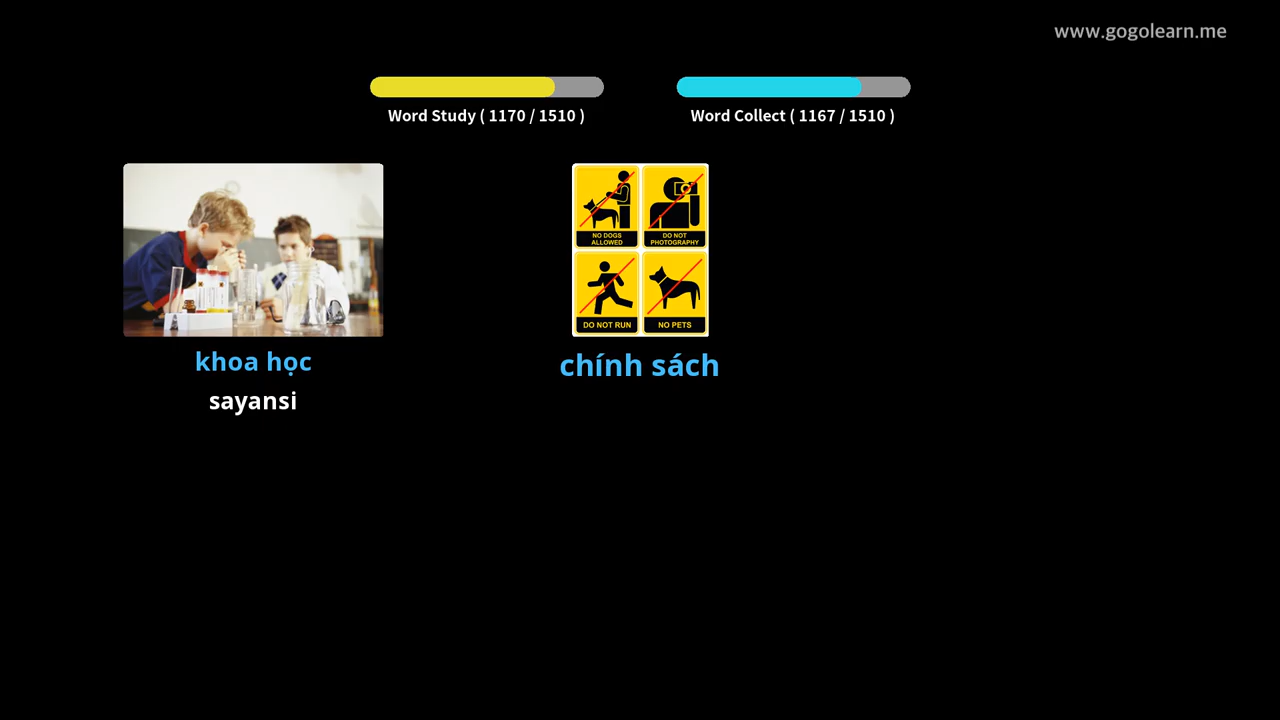 www.gogolearn.me
Word Study ( 1170 / 1510 )
Word Collect ( 1167 / 1510 )
khoa học
sayansi
NO DOGS
ALLOWED
DO NOT
PHOTOGRAPHY
DO NOT RUN
NO PETS
chính sách